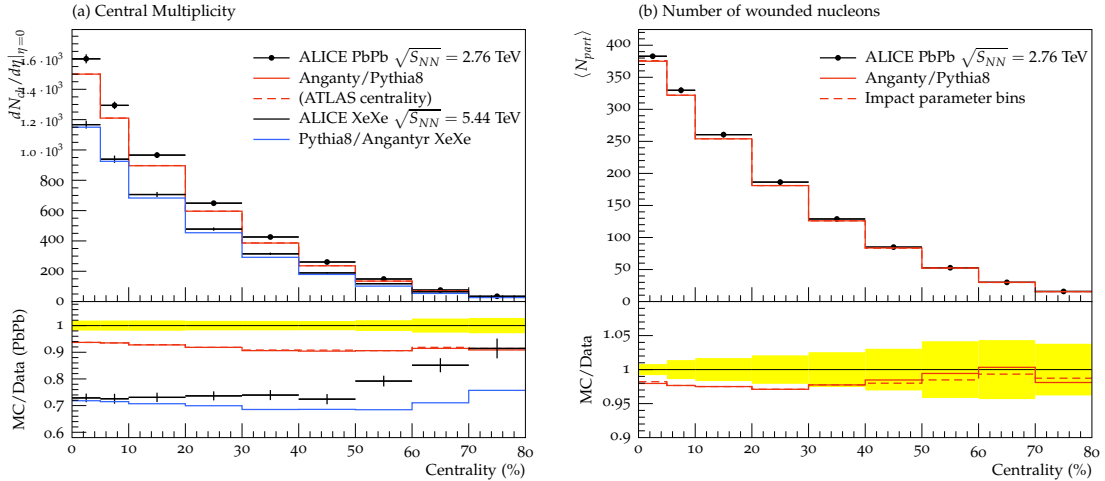 (a) Central Multiplicity
dN_ch/dη|η=0
1.6·10³
1.4·10³
1.2·10³
1.·10³
800
600
400
200
0
ALICE PbPb √S_NN = 2.76 TeV
Anganty/Pythia8
(ATLAS centrality)
ALICE XeXe √S_NN = 5.44 TeV
Pythia8/Angantyr XeXe
MC/Data (PbPb)
1
0.9
0.8
0.7
0.6
0 10 20 30 40 50 60 70 80
Centrality (%)
(b) Number of wounded nucleons
⟨N_part⟩
400
350
300
250
200
150
100
50
0
ALICE PbPb √S_NN = 2.76 TeV
Anganty/Pythia8
Impact parameter bins
MC/Data
1.05
1
0.95
0.9
0 10 20 30 40 50 60 70 80
Centrality (%)